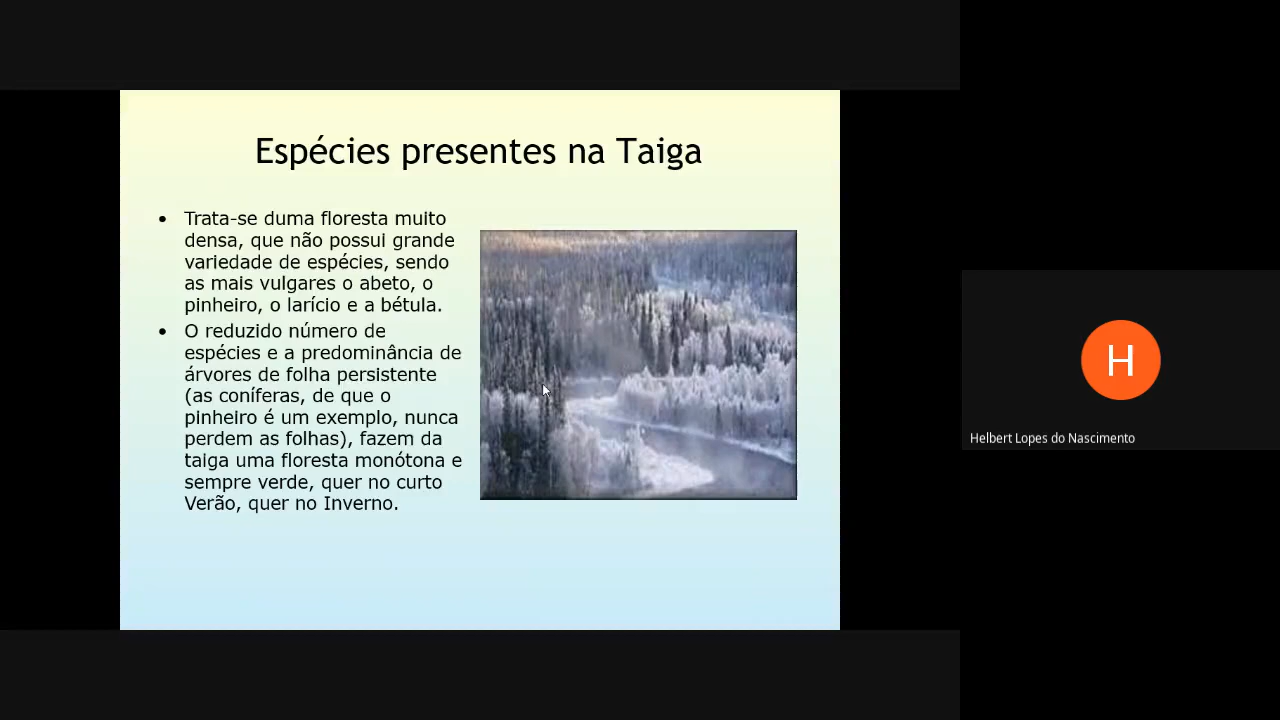 Espécies presentes na Taiga
• Trata-se duma floresta muito
densa, que não possui grande
variedade de espécies, sendo
as mais vulgares o abeto, o
pinheiro, o larício e a bétula.
• O reduzido número de
espécies e a predominância de
árvores de folha persistente
(as coníferas, de que o
pinheiro é um exemplo, nunca
perdem as folhas), fazem da
taiga uma floresta monótona e
sempre verde, quer no curto
Verão, quer no Inverno.
H
Helbert Lopes do Nascimento